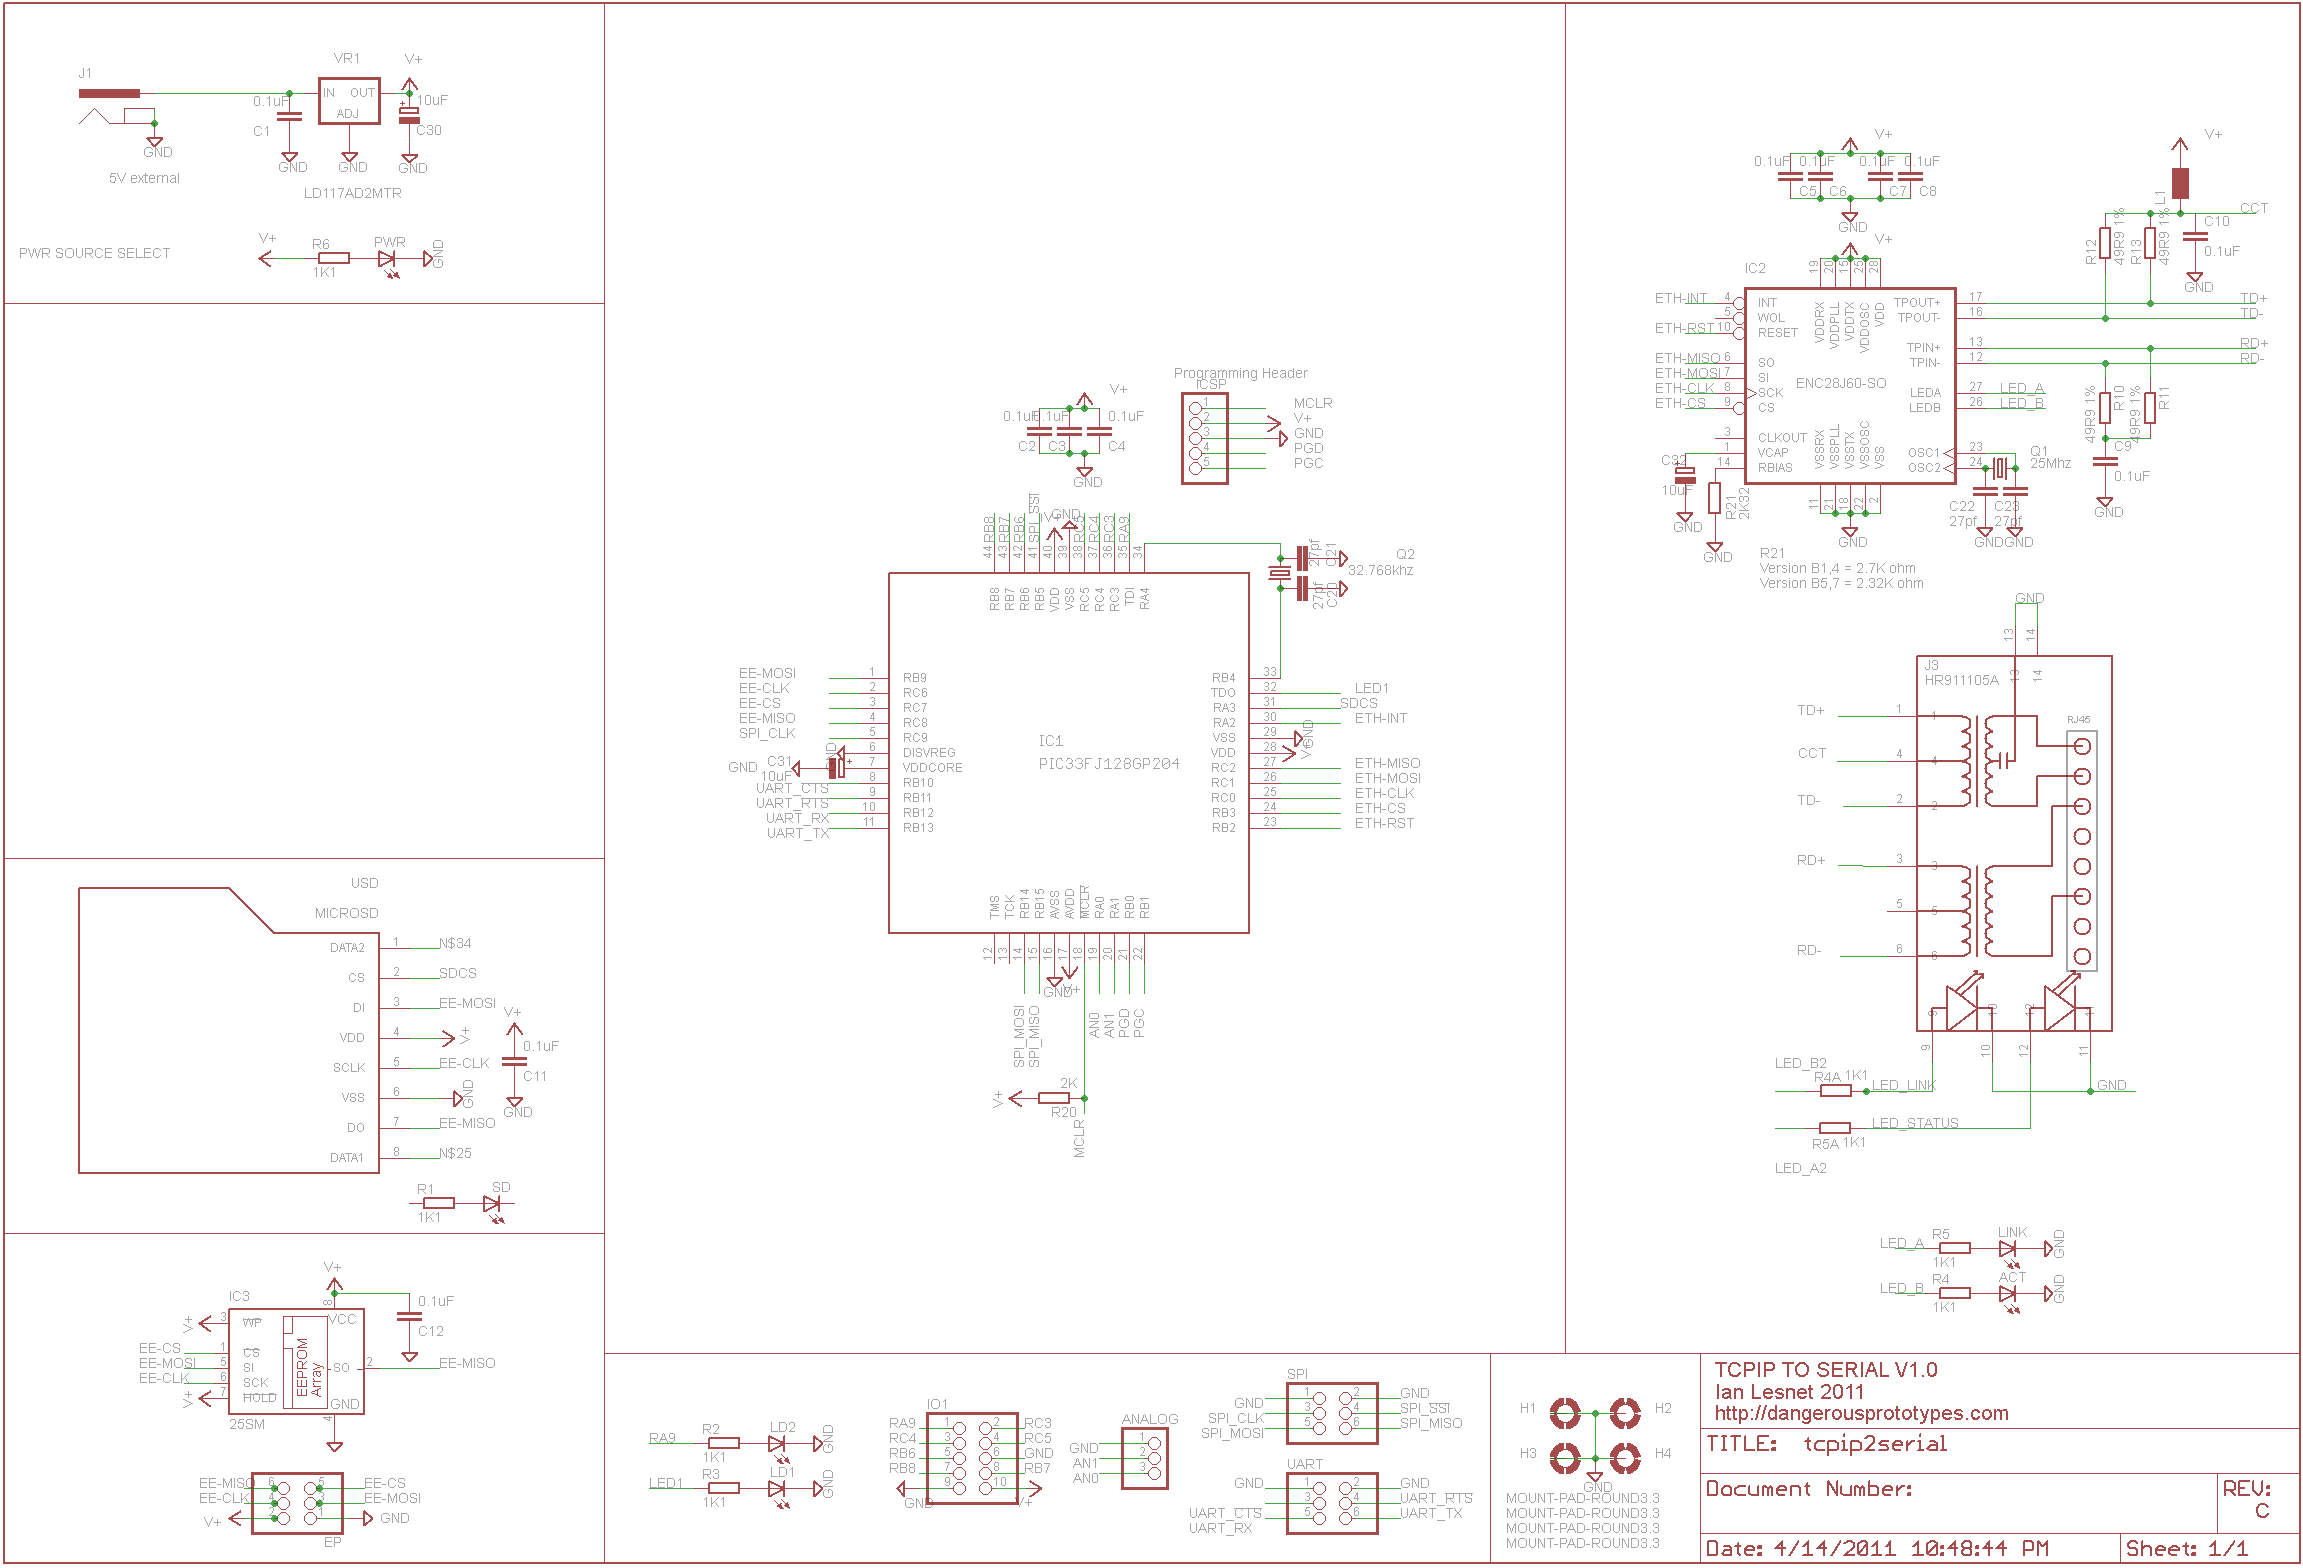 J1
5V external
GND
0.1uF
C1
GND
VR1
IN OUT
ADJ
GND
LD117AD2MTR
V+
10uF
C30
GND
PWR SOURCE SELECT
V+
R6
1K1
PWR
GND
USD
MICROSD
DATA2 1 N$34
CS 2 SDCS
DI 3 EE-MOSI
VDD 4 V+
SCLK 5 EE-CLK
VSS 6 GND
DO 7 EE-MISO
DATA1 8 N$25
V+
0.1uF
C11
GND
R1
1K1
SD
V+
IC3
8
VCC
0.1uF
C12
V+ 3 WP
EE-CS 1 CS
EE-MOSI 5 SI
EE-CLK 6 SCK
V+ 7 HOLD
EEPROM
Array
SO 2 EE-MISO
GND
4
25SM
EE-MISO 6 5 EE-CS
EE-CLK 4 3 EE-MOSI
V+ 2 1 GND
EP
V+
0.1uF 0.1uF 0.1uF
C2 C3 C4
GND
Programming Header
ICSP
1 MCLR
2 V+
3 GND
4 PGD
5 PGC
RB8 RB7 RB6 SPI_SSI V+ GND RC5 RC4 RC3 RA9
44 43 42 41 40 39 38 37 36 35 34
RB8 RB7 RB6 RB5 VDD VSS RC5 RC4 RC3 TDI RA4
27pf
C21
27pf
C20
Q2
32.768khz
EE-MOSI 1 RB9
EE-CLK 2 RC6
EE-CS 3 RC7
EE-MISO 4 RC8
SPI_CLK 5 RC9
GND 6 DISVREG
GND C31 10uF 7 VDDCORE
UART_CTS 8 RB10
UART_RTS 9 RB11
UART_RX 10 RB12
UART_TX 11 RB13
IC1
PIC33FJ128GP204
RB4 33
TDO 32 LED1
RA3 31 SDCS
RA2 30 ETH-INT
VSS 29 GND
VDD 28 V+
RC2 27 ETH-MISO
RC1 26 ETH-MOSI
RC0 25 ETH-CLK
RB3 24 ETH-CS
RB2 23 ETH-RST
TMS TCK RB14 RB15 AVSS AVDD MCLR RA0 RA1 RB0 RB1
12 13 14 15 16 17 18 19 20 21 22
SPI_MOSI SPI_MISO GND V+ AN0 AN1 PGD PGC
V+
2K
R20
MCLR
V+
0.1uF 0.1uF 0.1uF 0.1uF
C5 C6 C7 C8
GND
V+
IC2
19 20 15 25 28
VDDRX VDDPLL VDDTX VDDOSC VDD
ETH-INT 4 INT
5 WOL
ETH-RST 10 RESET
ETH-MISO 6 SO
ETH-MOSI 7 SI
ETH-CLK 8 SCK
ETH-CS 9 CS
3 CLKOUT
1 VCAP
14 RBIAS
ENC28J60-SO
TPOUT+ 17 TD+
TPOUT- 16 TD-
TPIN+ 13 RD+
TPIN- 12 RD-
LEDA 27 LED_A
LEDB 26 LED_B
OSC1 23
OSC2 24
VSSRX VSSPLL VSSTX VSSOSC VSS
11 21 18 22 2
GND
C32
10uF
GND
R21
2K32
GND
Q1
25Mhz
C22
27pf
C23
27pf
GND GND
V+
L1
CCT
R12
49R9 1%
R13
49R9 1%
C10
0.1uF
GND
49R9 1%
R10
49R9 1%
R11
C9
0.1uF
GND
R21
Version B1,4 = 2.7K ohm
Version B5,7 = 2.32K ohm
GND
13 14
J3
HR911105A
13 14
RJ45
TD+ 1 1
CCT 4 4
TD- 2 2
RD+ 3 3
5 5
RD- 6 6
9 10 12 11
9 10 12 11
LED_B2
R4A 1K1
LED_LINK
GND
R5A 1K1
LED_STATUS
LED_A2
LED_A
R5
1K1
LINK
GND
LED_B
R4
1K1
ACT
GND
RA9
R2
1K1
LD2
GND
LED1
R3
1K1
LD1
GND
IO1
RA9 1 2 RC3
RC4 3 4 RC5
RB6 5 6 GND
RB8 7 8 RB7
GND 9 10 V+
ANALOG
GND 1
AN1 2
AN0 3
SPI
GND 1 2 GND
SPI_CLK 3 4 SPI_SSI
SPI_MOSI 5 6 SPI_MISO
UART
GND 1 2 GND
UART_CTS 3 4 UART_RTS
UART_RX 5 6 UART_TX
H1 H2
H3 H4
GND
MOUNT-PAD-ROUND3.3
MOUNT-PAD-ROUND3.3
MOUNT-PAD-ROUND3.3
MOUNT-PAD-ROUND3.3
TCPIP TO SERIAL V1.0
Ian Lesnet 2011
http://dangerousprototypes.com
TITLE: tcpip2serial
Document Number:
REV:
C
Date: 4/14/2011 10:48:44 PM
Sheet: 1/1